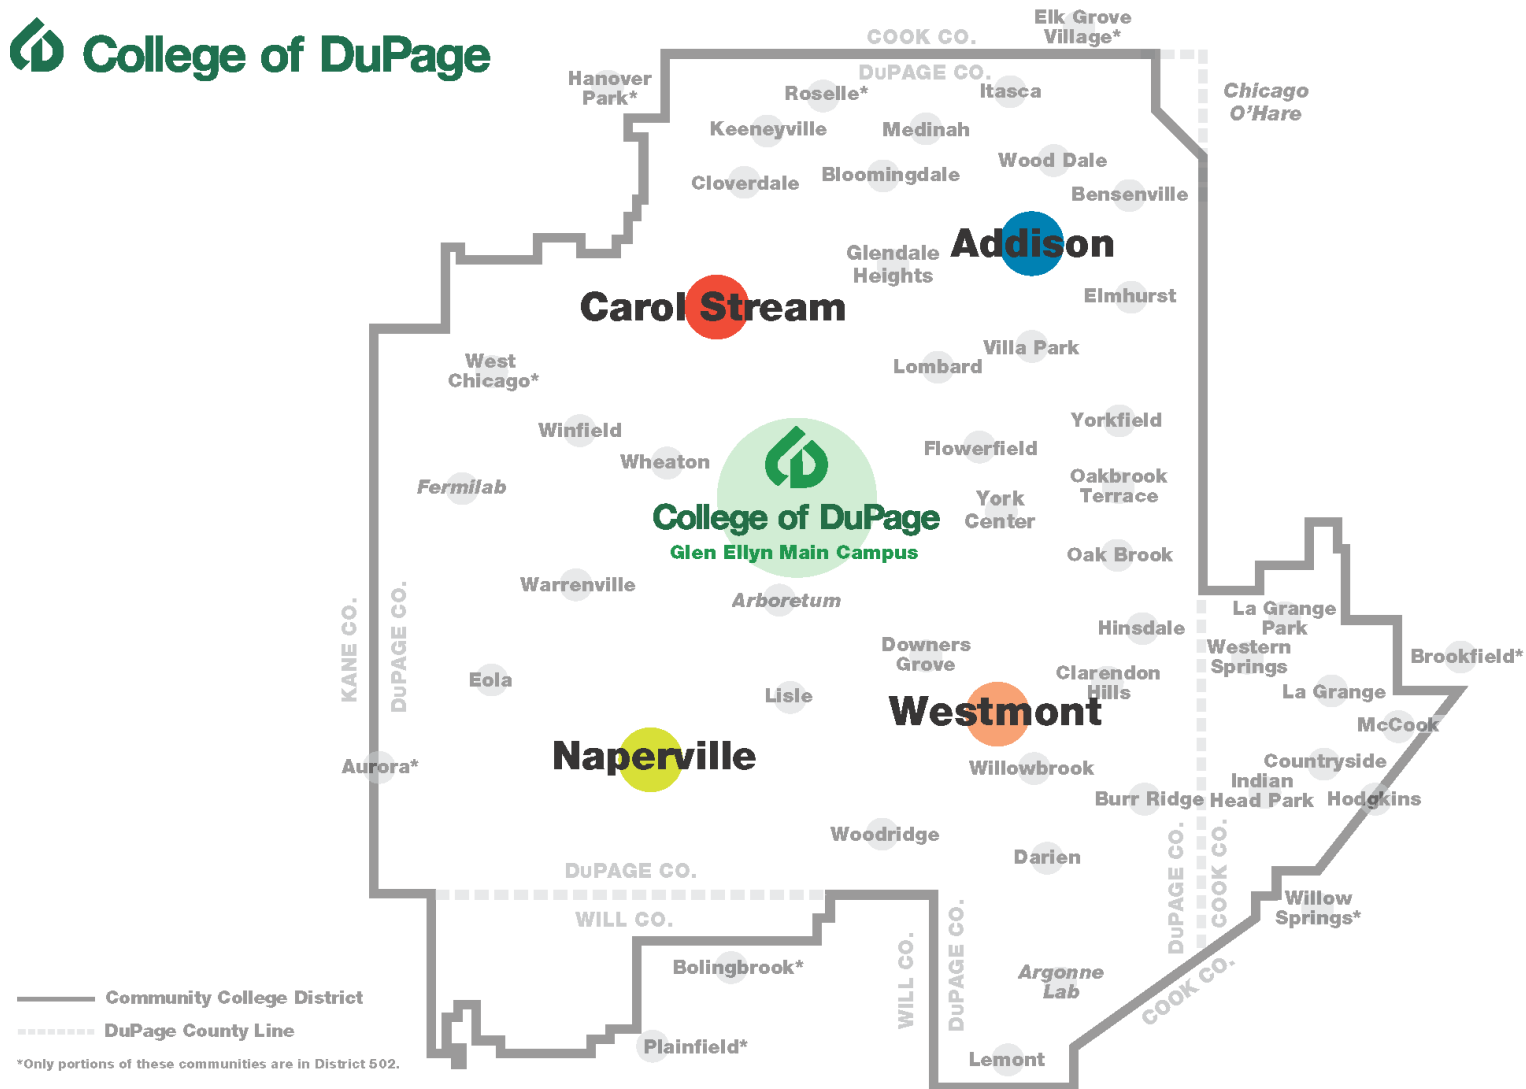 College of DuPage
Elk Grove
Village*
COOK CO.
DuPAGE CO.
Hanover
Park*
Roselle*
Itasca
Chicago
O'Hare
Keeneyville
Medinah
Wood Dale
Cloverdale
Bloomingdale
Bensenville
Addison
Glendale
Heights
Carol Stream
Elmhurst
Villa Park
Lombard
West
Chicago*
Yorkfield
Winfield
Flowerfield
Wheaton
Fermilab
Oakbrook
Terrace
York
Center
College of DuPage
Glen Ellyn Main Campus
Oak Brook
Warrenville
Arboretum
KANE CO.
DuPAGE CO.
La Grange
Park
Hinsdale
Downers
Grove
Western
Springs
Brookfield*
Clarendon
Hills
Eola
Lisle
La Grange
Westmont
McCook
Naperville
Aurora*
Willowbrook
Countryside
Indian
Head Park
Burr Ridge
Hodgkins
Woodridge
Darien
DuPAGE CO.
COOK CO.
DuPAGE CO.
WILL CO.
Willow
Springs*
WILL CO.
DuPAGE CO.
Bolingbrook*
Argonne
Lab
COOK CO.
Plainfield*
Lemont
Community College District
DuPage County Line
*Only portions of these communities are in District 502.